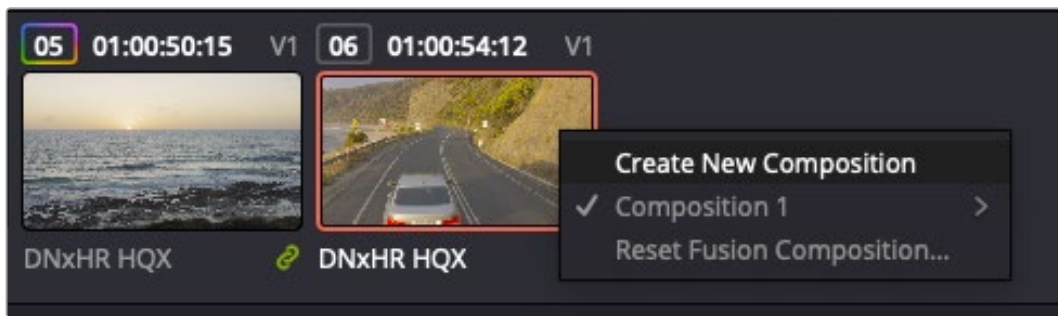 05 01:00:50:15 V1 06 01:00:54:12 V1
Create New Composition
Composition 1
Reset Fusion Composition...
DNxHR HQX DNxHR HQX